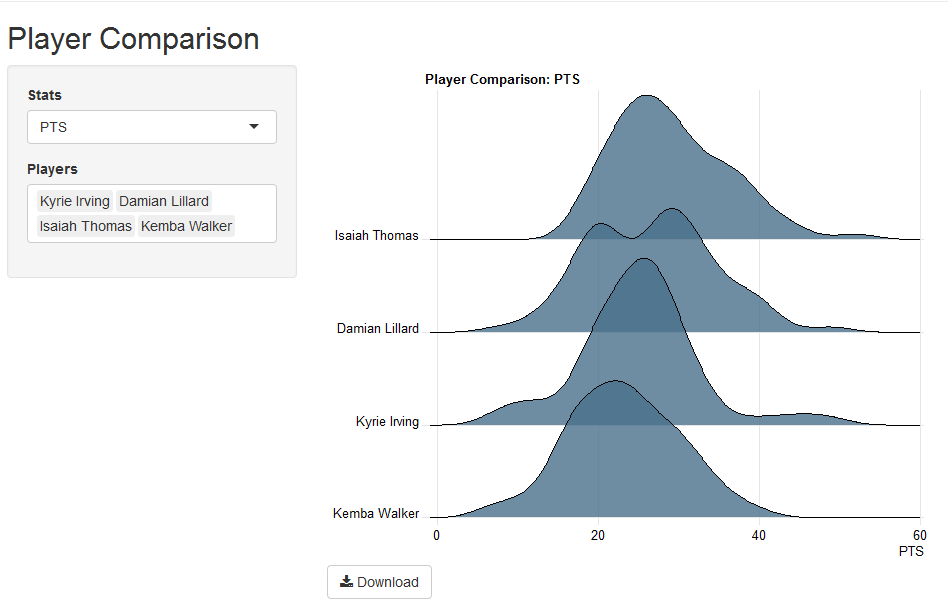 Player Comparison
Stats
PTS
Players
Kyrie Irving Damian Lillard
Isaiah Thomas Kemba Walker
Player Comparison: PTS
Isaiah Thomas
Damian Lillard
Kyrie Irving
Kemba Walker
0 20 40 60
PTS
Download